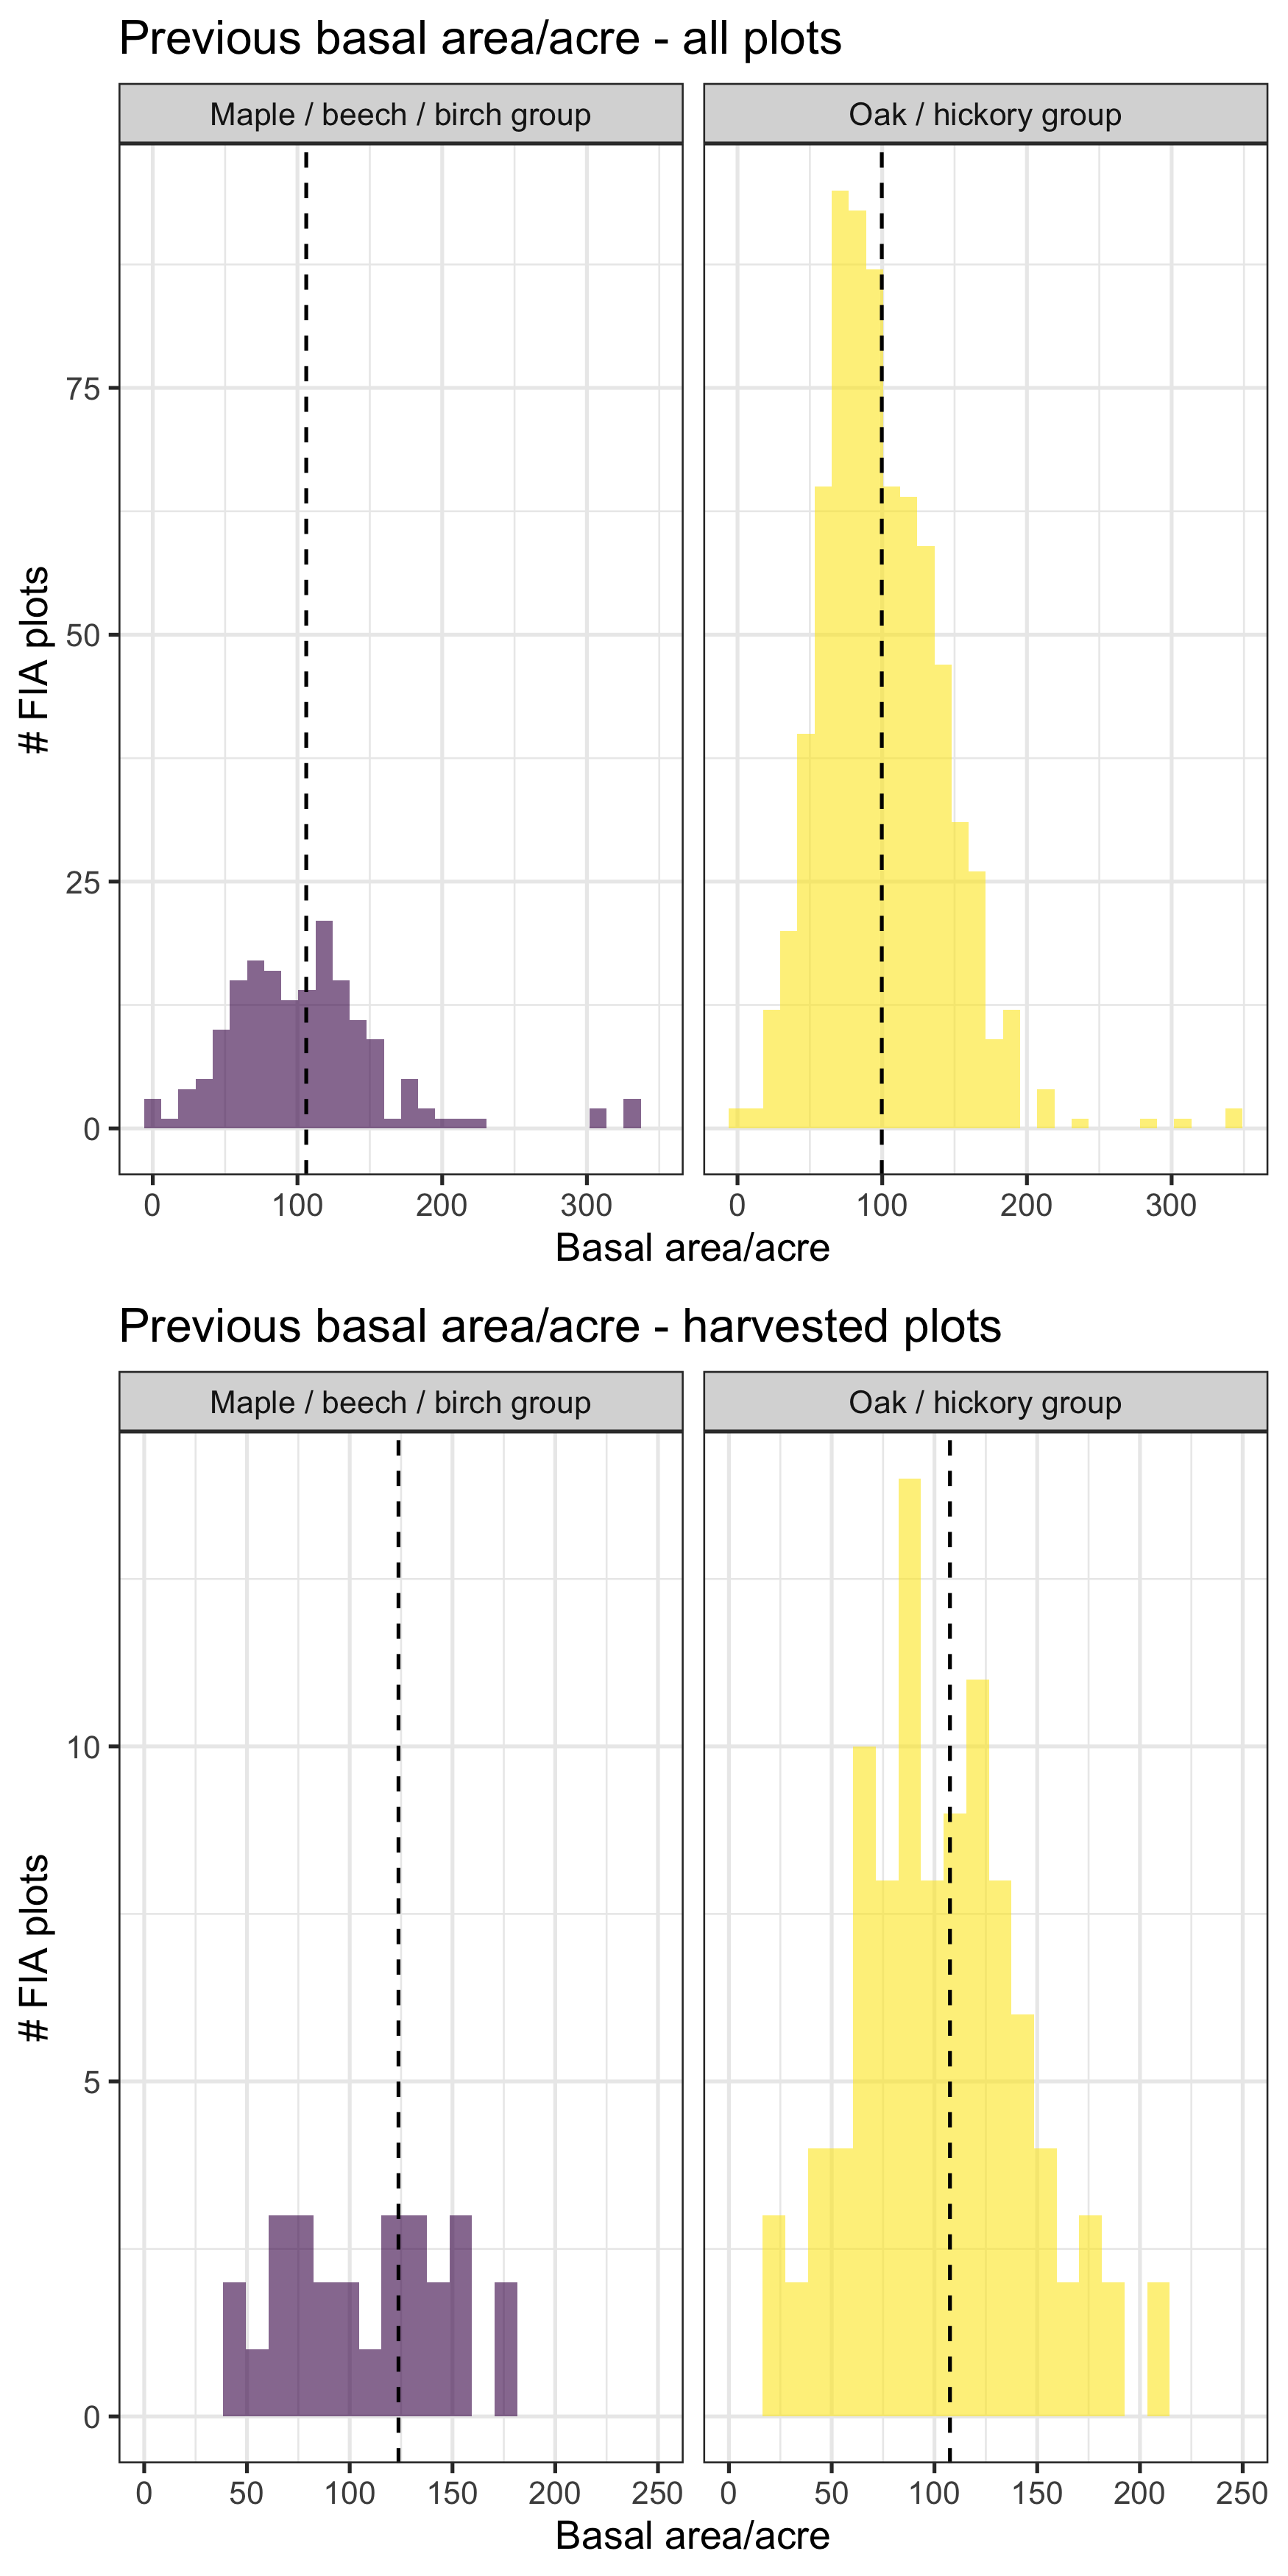 Previous basal area/acre - all plots
Maple / beech / birch group
Oak / hickory group
# FIA plots
75
50
25
0
0 100 200 300
0 100 200 300
Basal area/acre
Previous basal area/acre - harvested plots
Maple / beech / birch group
Oak / hickory group
# FIA plots
10
5
0
0 50 100 150 200 250
0 50 100 150 200 250
Basal area/acre